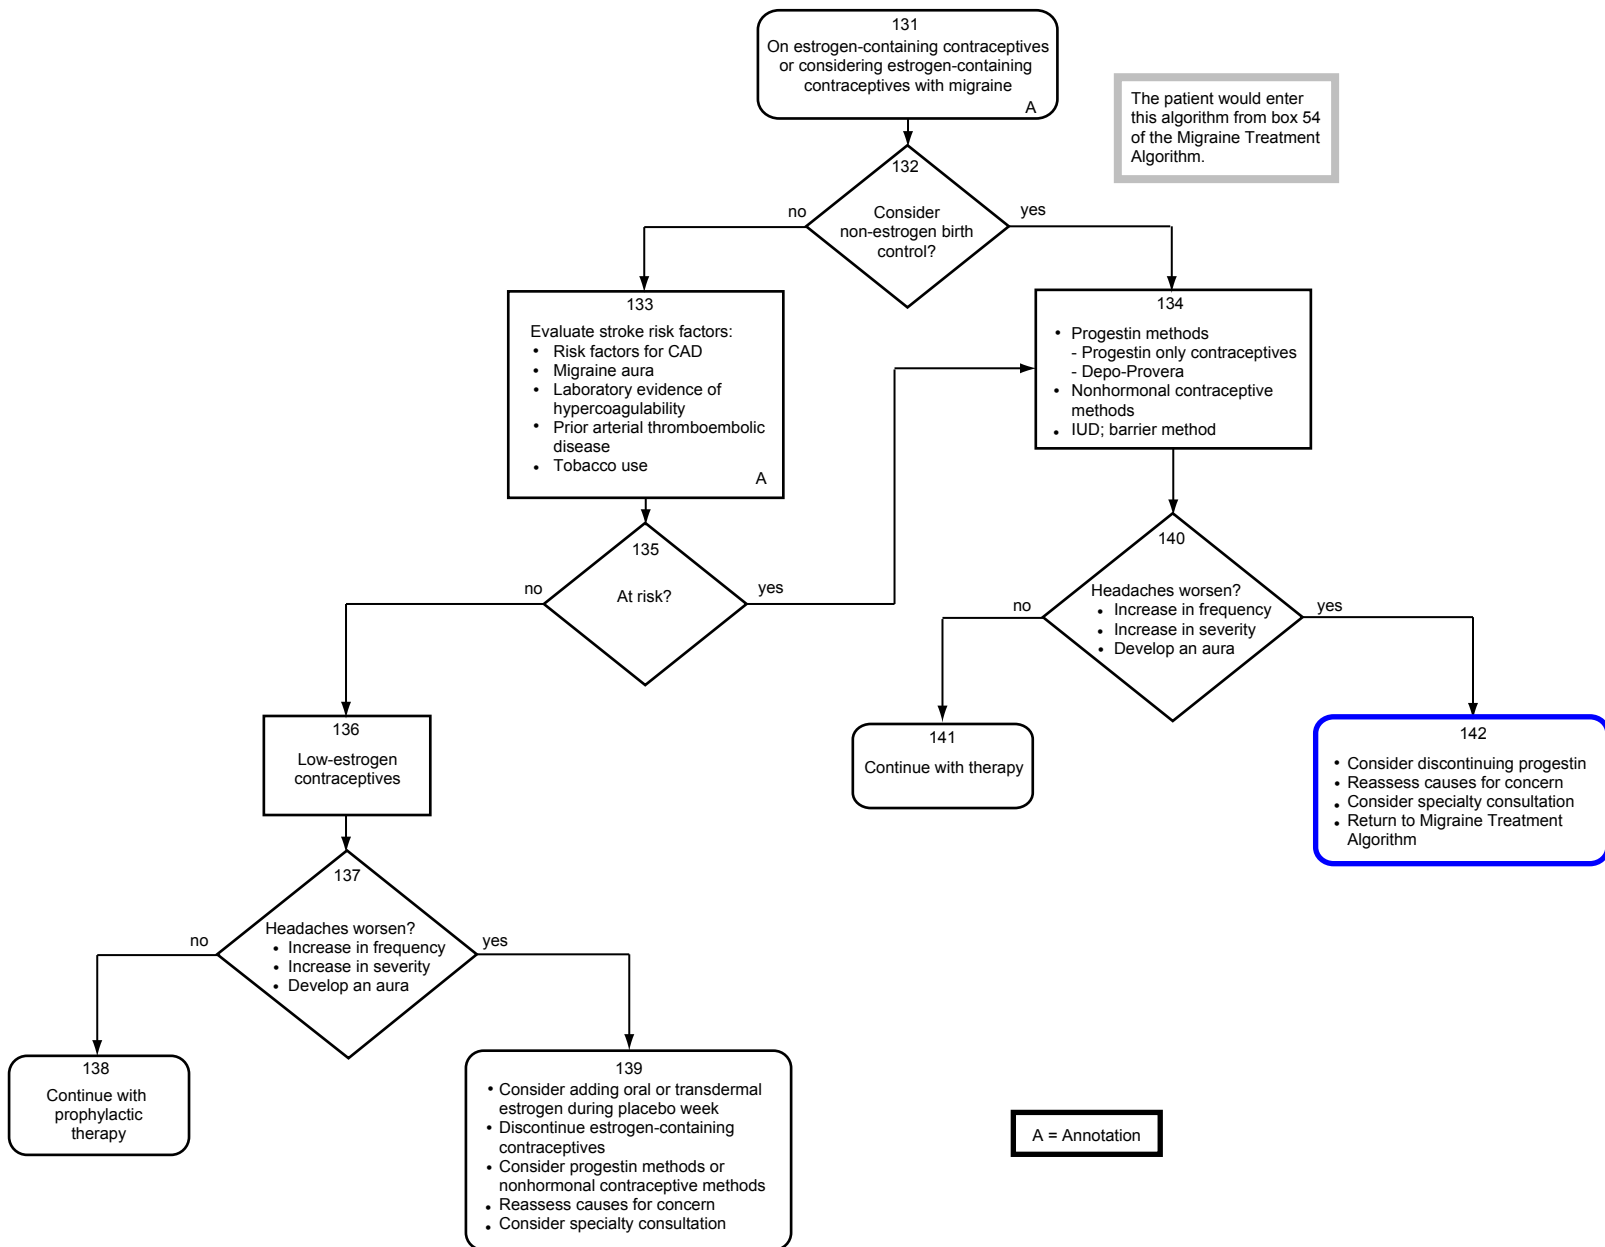 131
On estrogen-containing contraceptives
or considering estrogen-containing
contraceptives with migraine
A
The patient would enter
this algorithm from box 54
of the Migraine Treatment
Algorithm.
132
Consider
non-estrogen birth
control?
no
yes
133
Evaluate stroke risk factors:
• Risk factors for CAD
• Migraine aura
• Laboratory evidence of
hypercoagulability
• Prior arterial thromboembolic
disease
• Tobacco use
A
134
• Progestin methods
- Progestin only contraceptives
- Depo-Provera
• Nonhormonal contraceptive
methods
• IUD; barrier method
135
At risk?
no
yes
140
Headaches worsen?
• Increase in frequency
• Increase in severity
• Develop an aura
no
yes
136
Low-estrogen
contraceptives
141
Continue with therapy
142
• Consider discontinuing progestin
• Reassess causes for concern
• Consider specialty consultation
• Return to Migraine Treatment
Algorithm
137
Headaches worsen?
• Increase in frequency
• Increase in severity
• Develop an aura
no
yes
138
Continue with
prophylactic
therapy
139
• Consider adding oral or transdermal
estrogen during placebo week
• Discontinue estrogen-containing
contraceptives
• Consider progestin methods or
nonhormonal contraceptive methods
• Reassess causes for concern
• Consider specialty consultation
A = Annotation